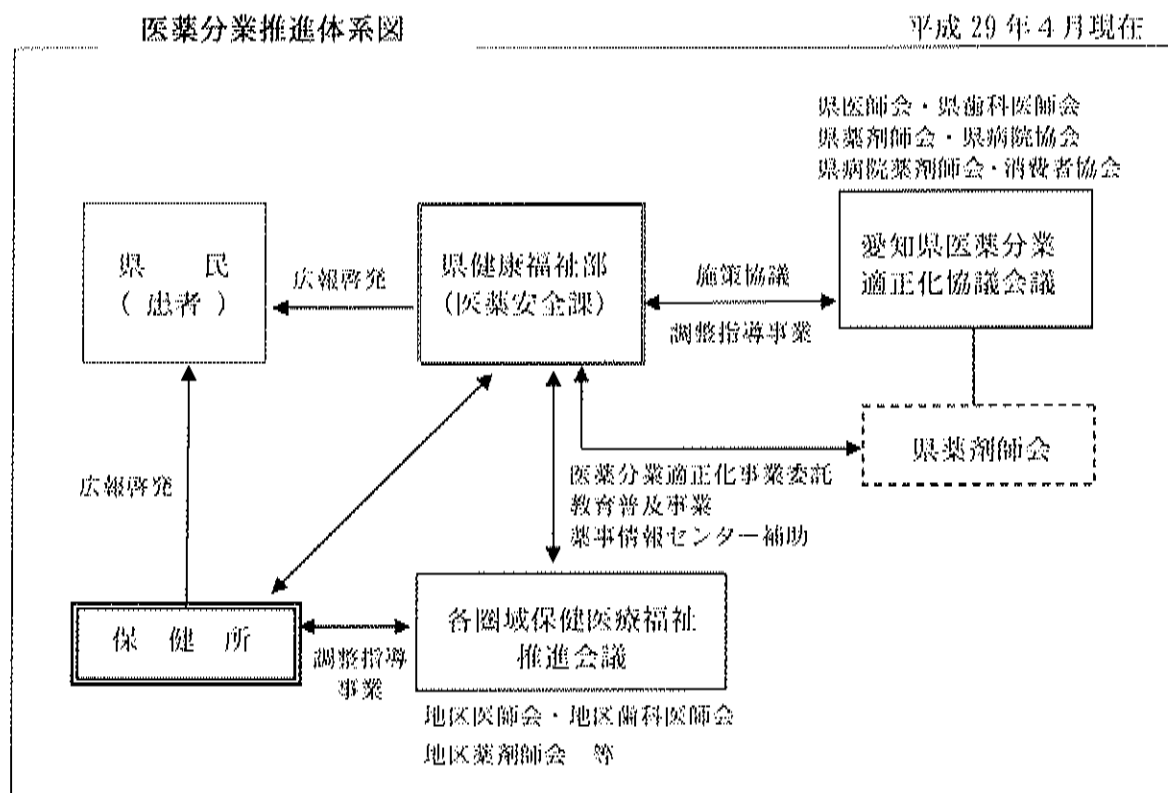 医薬分業推進体系図
平成 29 年 4 月現在
県医師会・県歯科医師会
県薬剤師会・県病院協会
県病院薬剤師会・消費者協会
県 民
( 患者 )
広報啓発
県健康福祉部
(医薬安全課)
施策協議
調整指導事業
愛知県医薬分業
適正化協議会議
県薬剤師会
医薬分業適正化事業委託
教育普及事業
薬事情報センター補助
広報啓発
保 健 所
調整指導
事業
各圏域保健医療福祉
推進会議
地区医師会・地区歯科医師会
地区薬剤師会 等